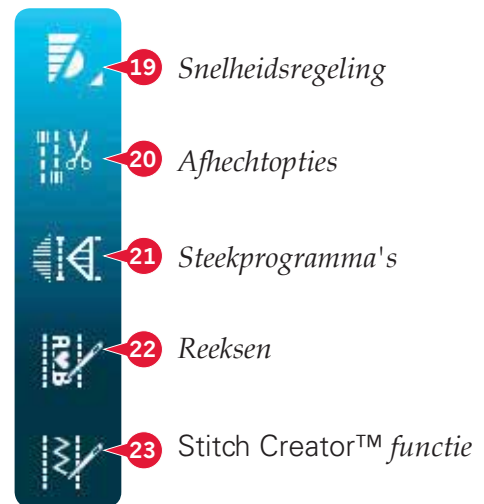 19 Snelheidsregeling
20 Afhechtopties
21 Steekprogramma's
A♥B 22 Reeksen
23 Stitch Creator™ functie